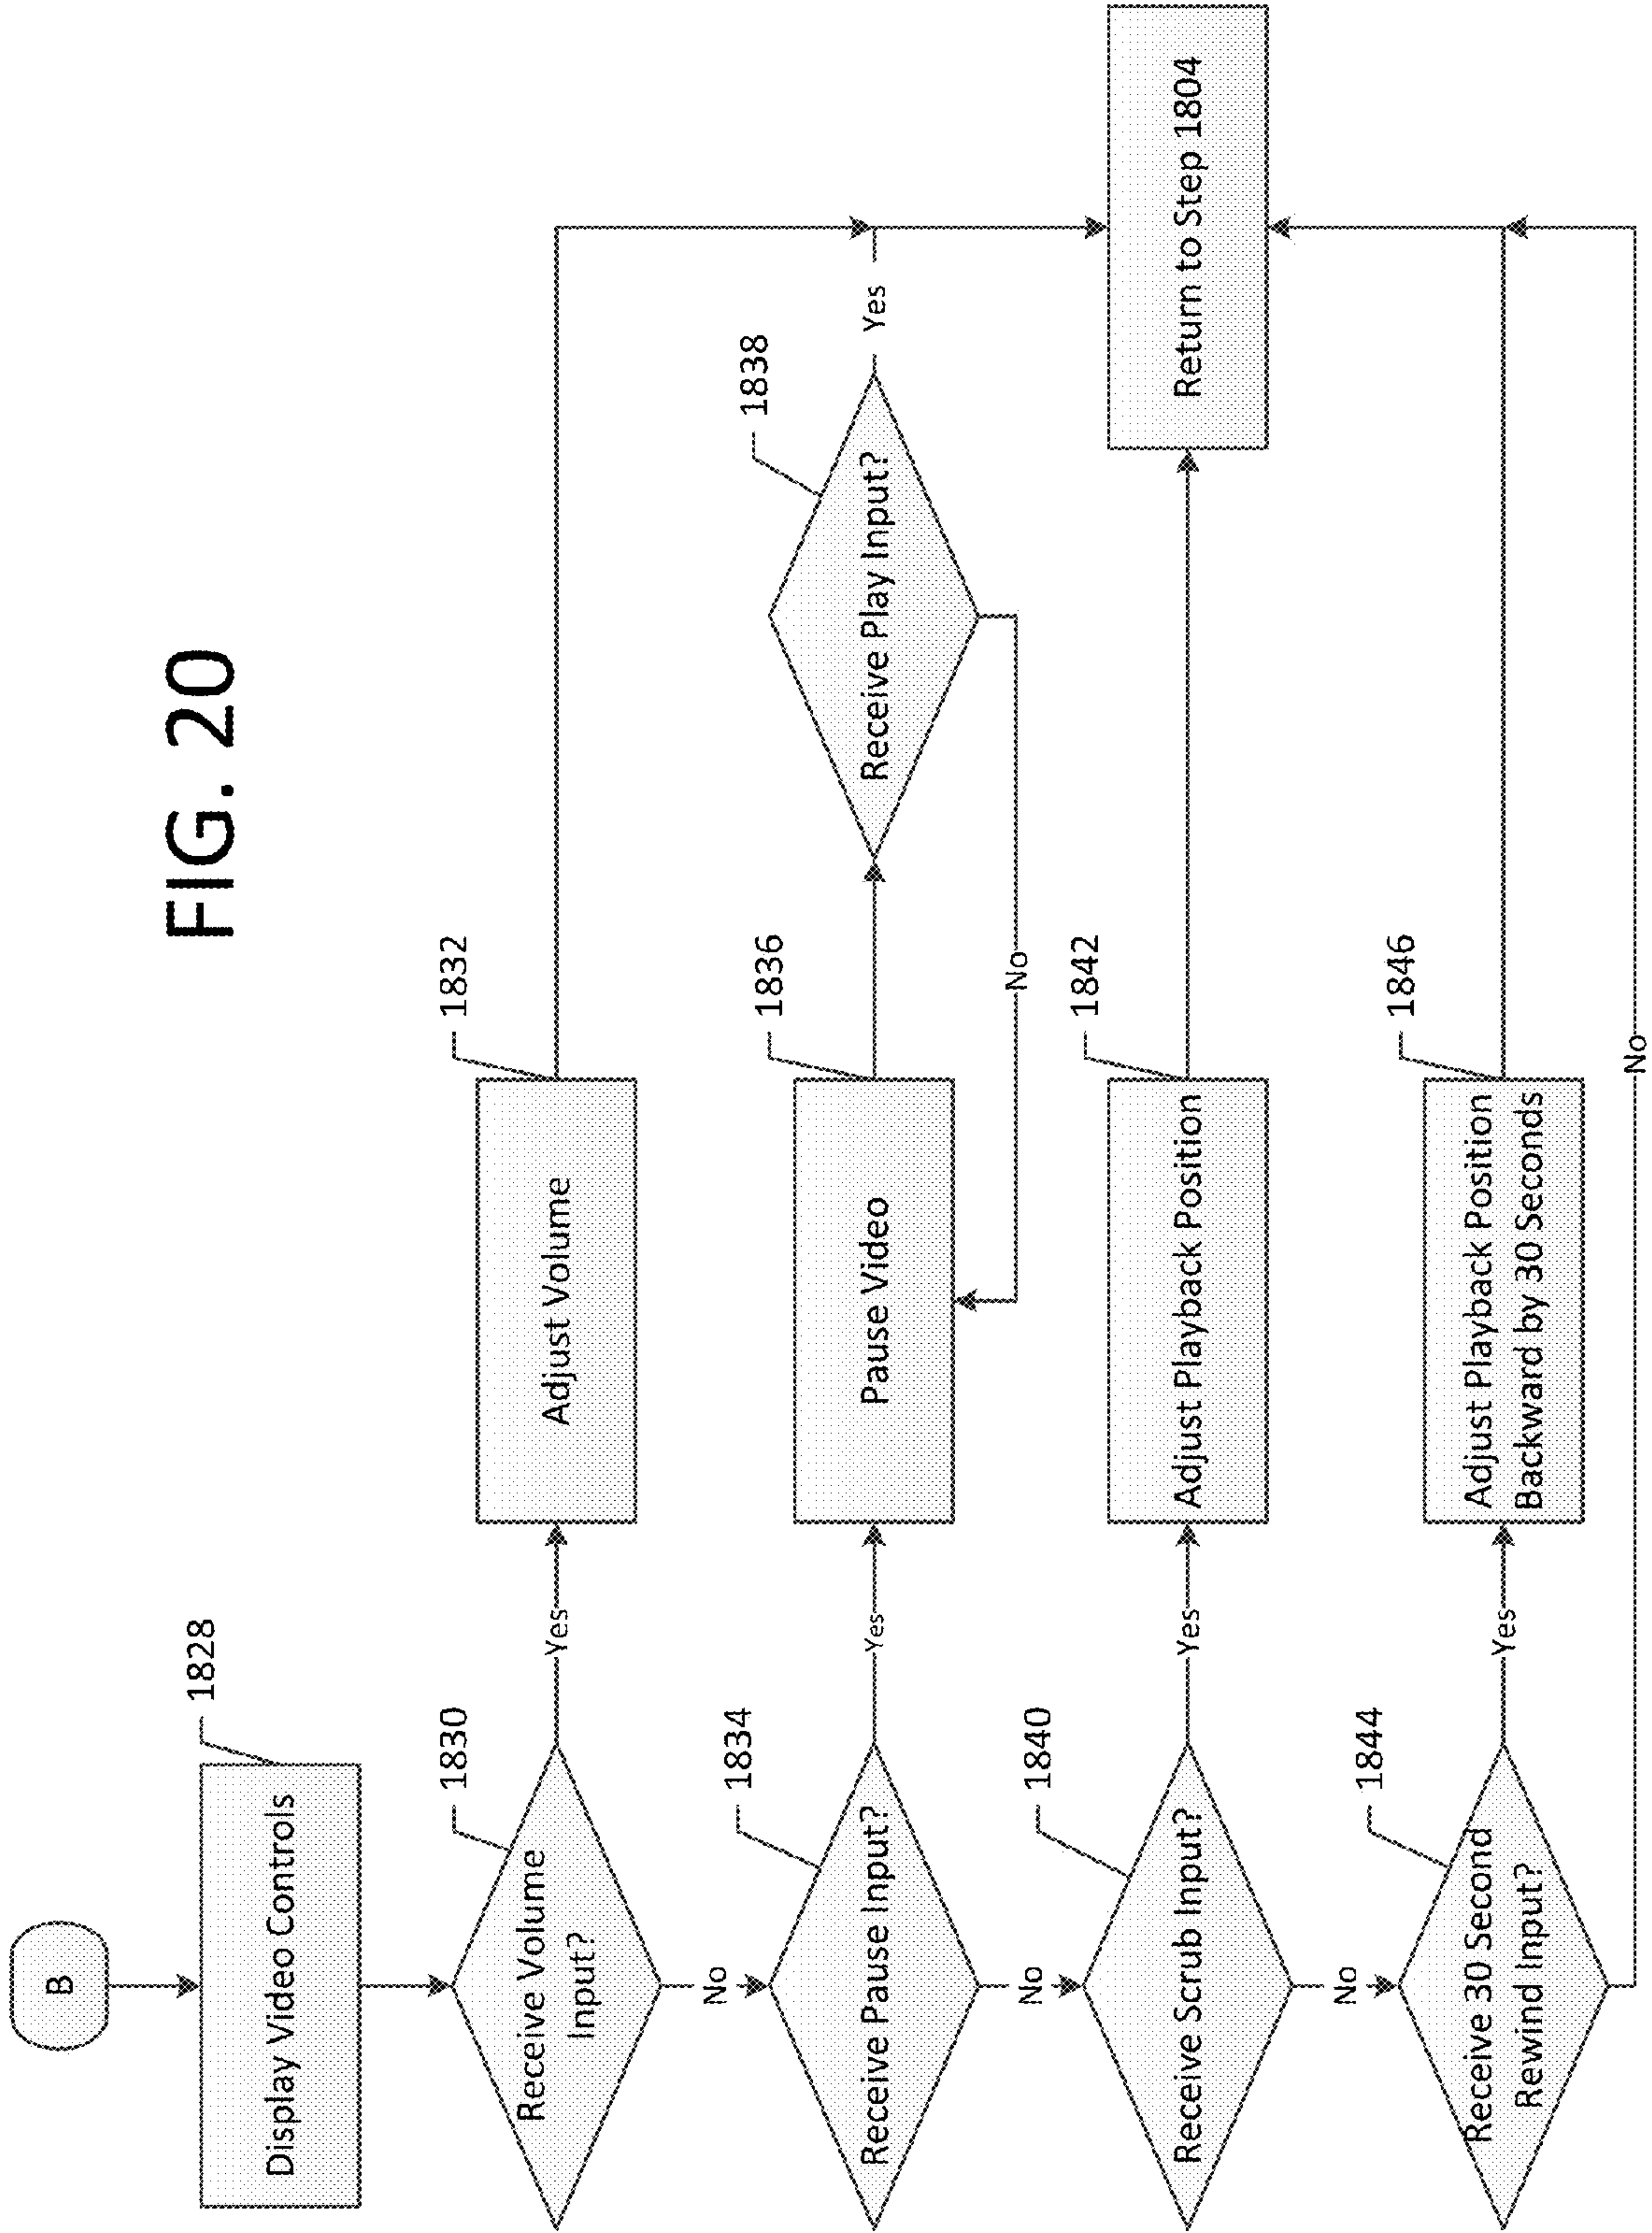 FIG. 20
B
1828
Display Video Controls
1830
Receive Volume
Input?
Yes
1832
Adjust Volume
No
1834
Receive Pause Input?
Yes
1836
Pause Video
1838
Receive Play Input?
Yes
No
No
1840
Receive Scrub Input?
Yes
1842
Adjust Playback Position
Return to Step 1804
No
1844
Receive 30 Second
Rewind Input?
Yes
1846
Adjust Playback Position
Backward by 30 Seconds
No